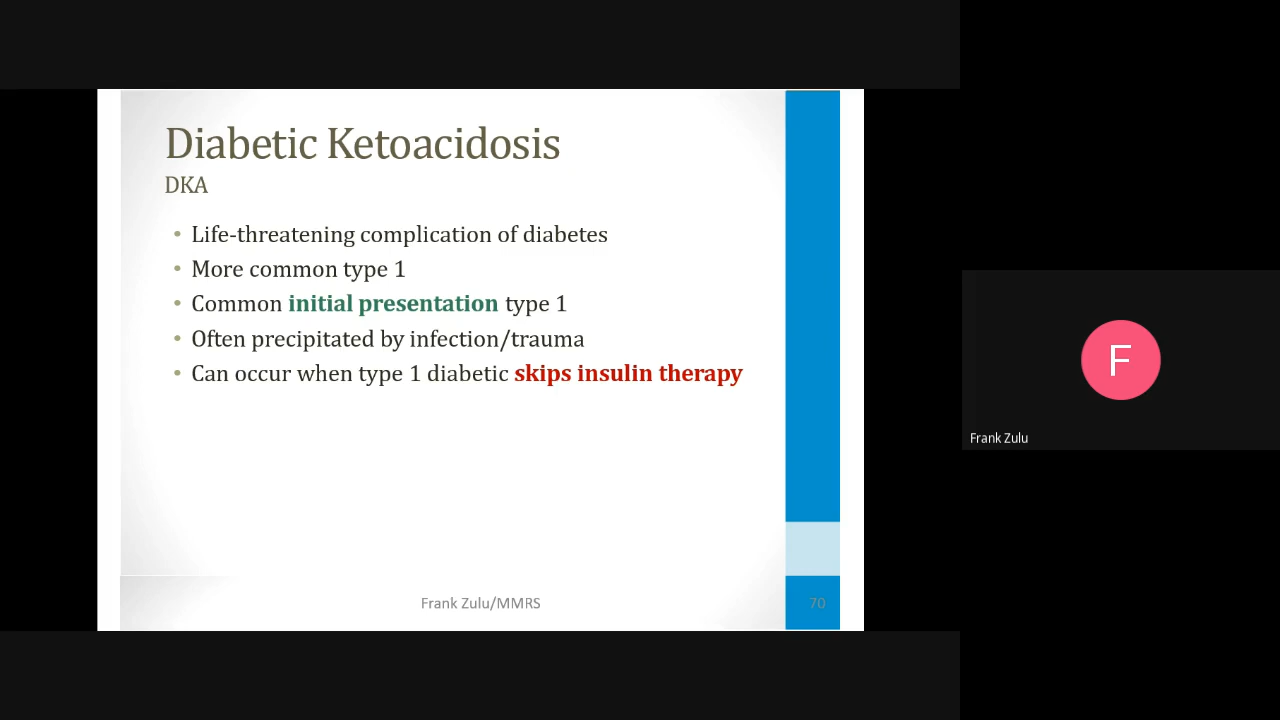 Diabetic Ketoacidosis
DKA
• Life-threatening complication of diabetes
• More common type 1
• Common initial presentation type 1
• Often precipitated by infection/trauma
• Can occur when type 1 diabetic skips insulin therapy
Frank Zulu/MMRS
70
F
Frank Zulu